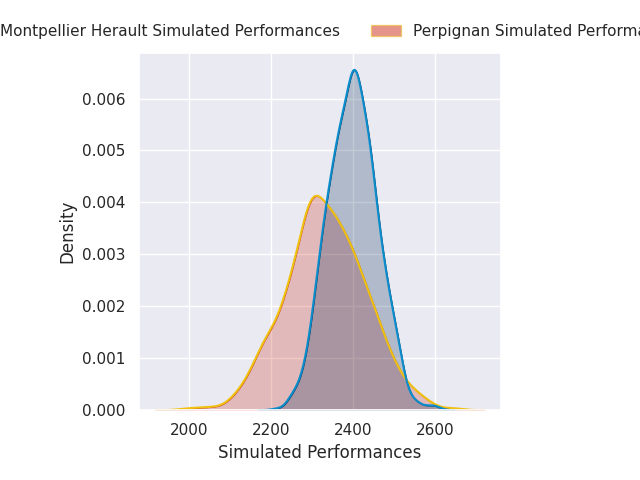 Montpellier Herault Simulated Performances
Perpignan Simulated Performa
0.006
0.005
0.004
0.003
0.002
0.001
0.000
Density
2000 2200 2400 2600
Simulated Performances